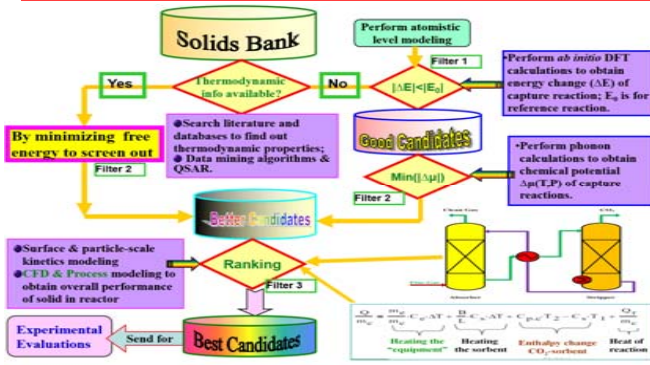 Solids Bank
Perform atomistic
level modeling
Filter 1
Yes
Thermodynamic
info available?
No
|ΔE|<|E₀|
•Perform ab initio DFT
calculations to obtain
energy change (ΔE) of
capture reaction; E₀ is for
reference reaction.
By minimizing free
energy to screen out
Filter 2
●Search literature and
databases to find out
thermodynamic properties;
● Data mining algorithms &
QSAR.
Good Candidates
Min(|Δμ|)
Filter 2
•Perform phonon
calculations to obtain
chemical potential
Δμ(T,P) of capture
reactions.
Better Candidates
●Surface & particle-scale
kinetics modeling
●CFD & Process modeling to
obtain overall performance
of solid in reactor
Ranking
Filter 3
Clean Gas
CO₂
Absorber
Stripper
Heating the
"equipment"
Heating
the sorbent
Enthalpy change
CO₂-sorbent
Heat of
reaction
Experimental
Evaluations
Send for
Best Candidates